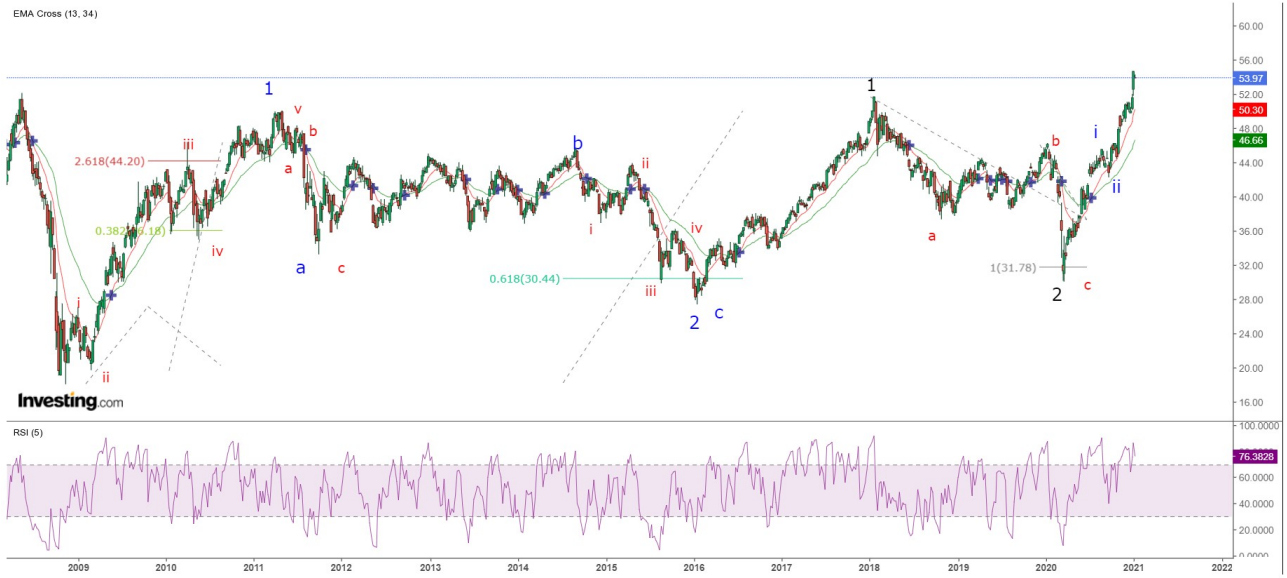 EMA Cross (13, 34)
60.00
56.00
53.97
52.00
50.30
48.00
46.66
44.00
40.00
36.00
32.00
28.00
24.00
20.00
16.00
1
v
b
iii
2.618(44.20)
a
iv
i
ii
a
c
b
ii
i
iv
0.618(30.44)
iii
2
c
1
a
b
i
ii
1(31.78)
2
c
Investing.com
RSI (5)
100.0000
76.3828
60.0000
40.0000
20.0000
0.0000
2009 2010 2011 2012 2013 2014 2015 2016 2017 2018 2019 2020 2021 2022